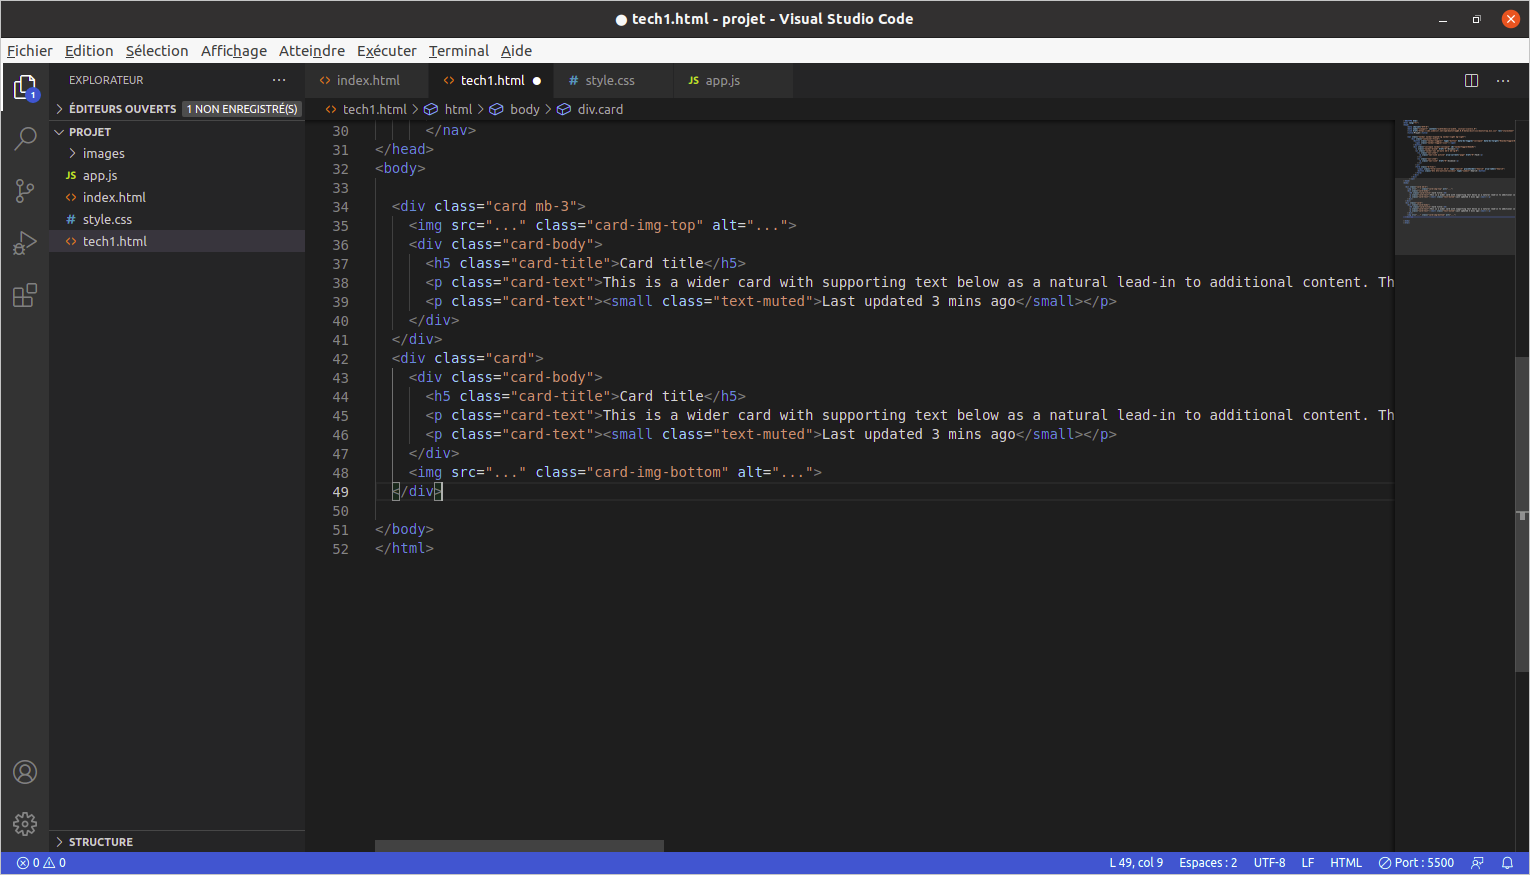 ● tech1.html - projet - Visual Studio Code
Fichier Edition Sélection Affichage Atteindre Exécuter Terminal Aide
EXPLORATEUR ···
index.html tech1.html ● style.css app.js
ÉDITEURS OUVERTS 1 NON ENREGISTRÉ(S)
tech1.html > html > body > div.card
PROJET
images
JS app.js
<> index.html
# style.css
<> tech1.html
1
30 </nav>
31 </head>
32 <body>
33
34 <div class="card mb-3">
35 <img src="..." class="card-img-top" alt="...">
36 <div class="card-body">
37 <h5 class="card-title">Card title</h5>
38 <p class="card-text">This is a wider card with supporting text below as a natural lead-in to additional content. Th
39 <p class="card-text"><small class="text-muted">Last updated 3 mins ago</small></p>
40 </div>
41 </div>
42 <div class="card">
43 <div class="card-body">
44 <h5 class="card-title">Card title</h5>
45 <p class="card-text">This is a wider card with supporting text below as a natural lead-in to additional content. Th
46 <p class="card-text"><small class="text-muted">Last updated 3 mins ago</small></p>
47 </div>
48 <img src="..." class="card-img-bottom" alt="...">
49 </div>
50
51 </body>
52 </html>
STRUCTURE
0 0 L 49, col 9 Espaces : 2 UTF-8 LF HTML Port : 5500